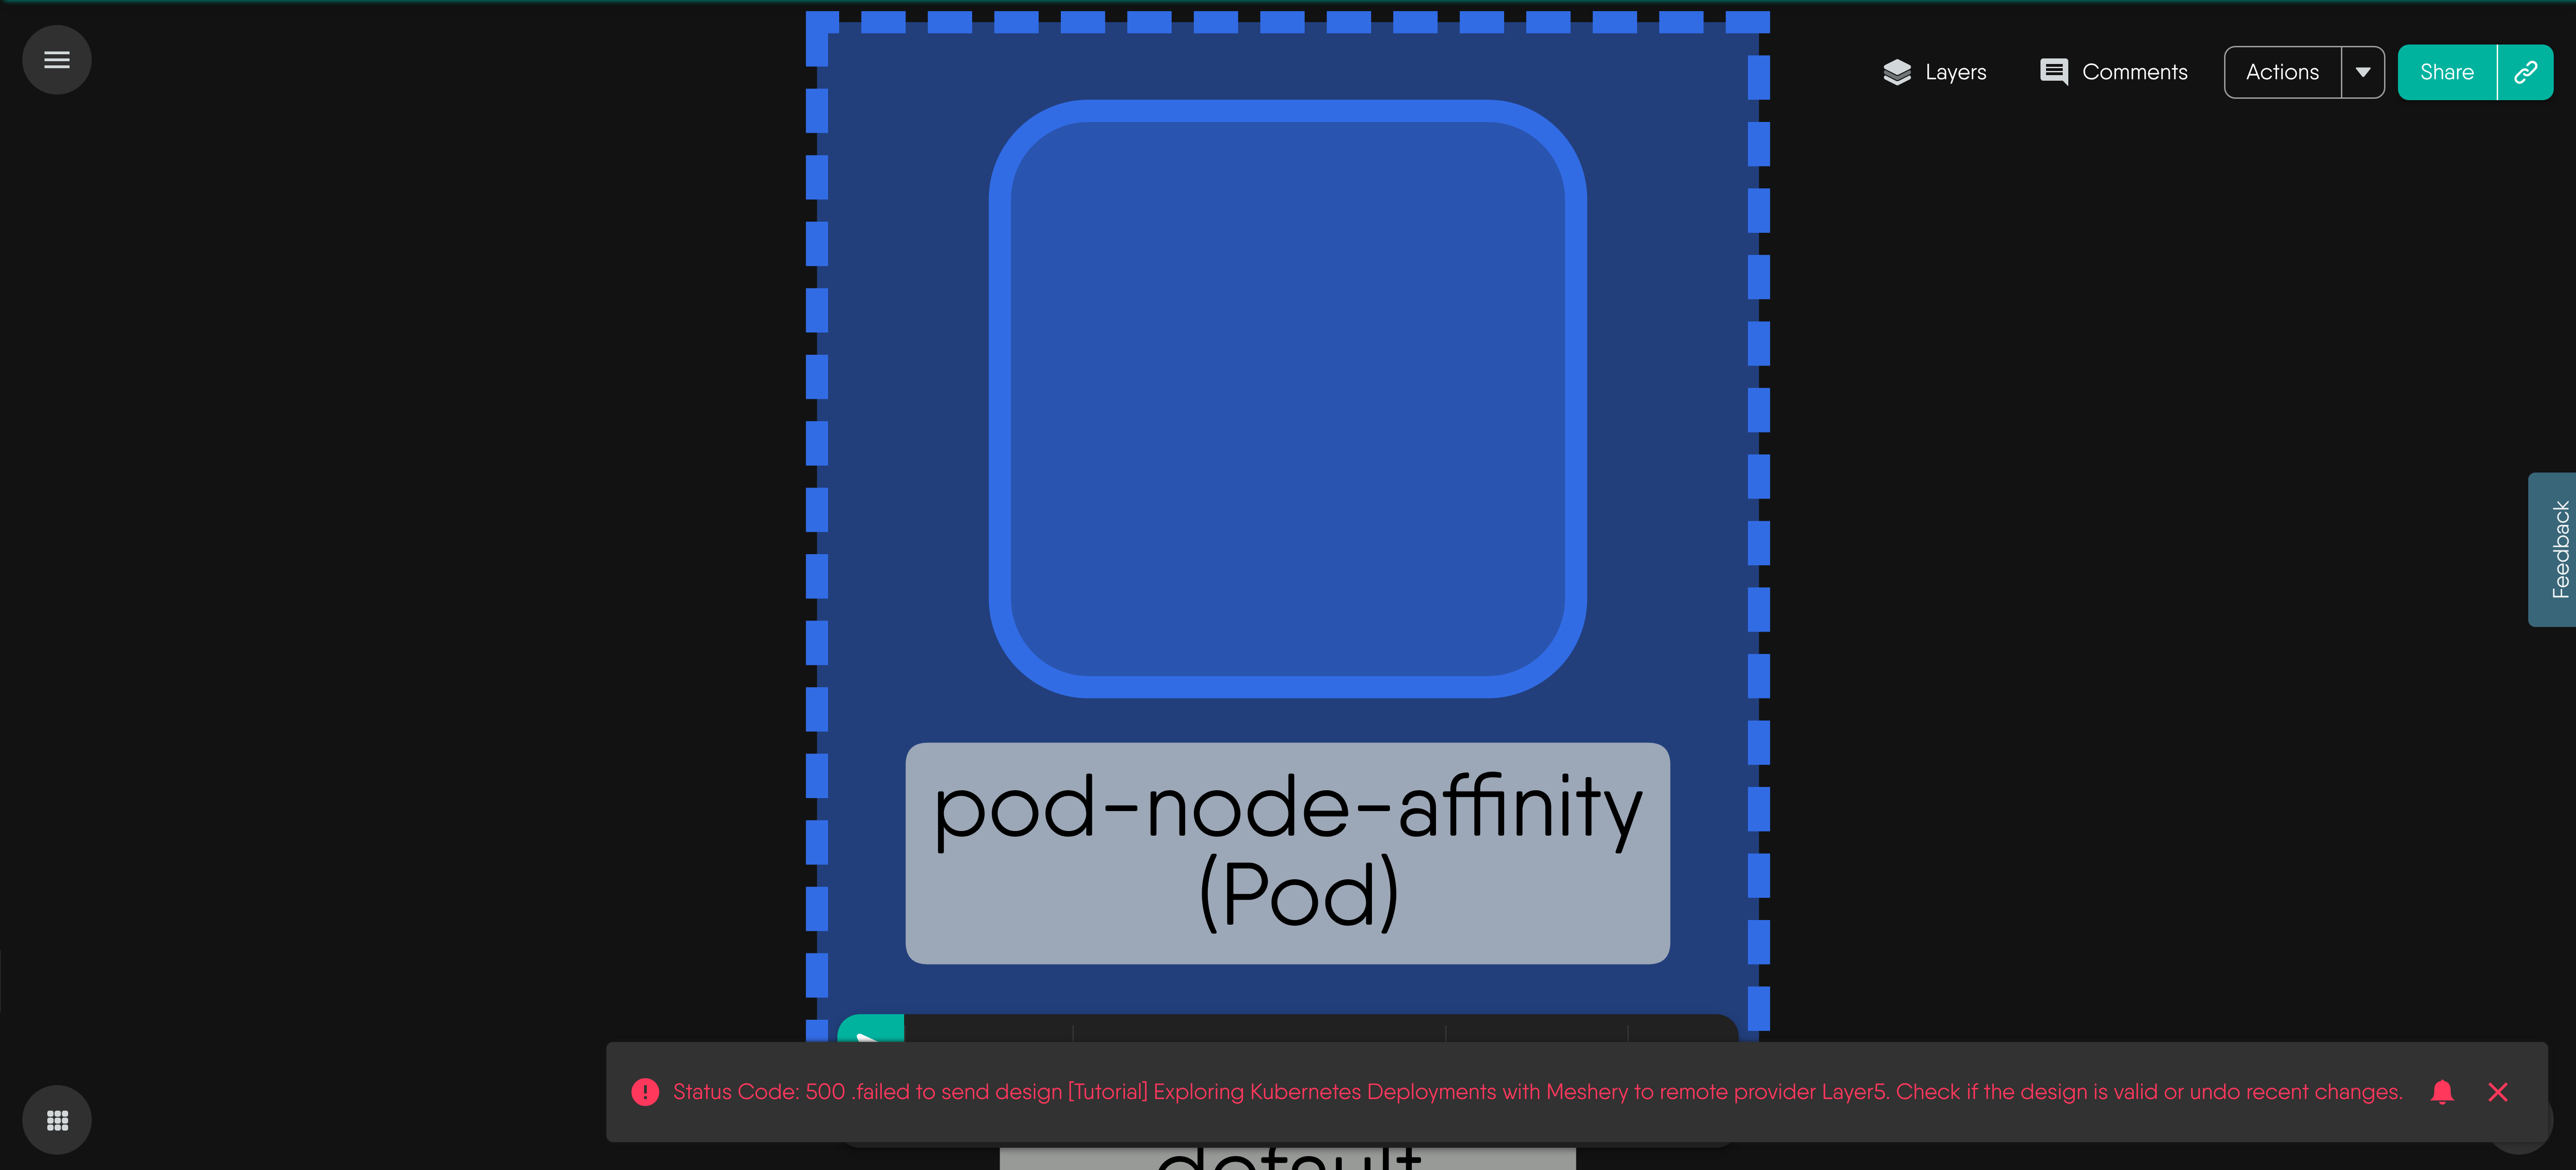 Layers
Comments
Actions
Share
Feedback
pod-node-affinity
(Pod)
Status Code: 500 .failed to send design [Tutorial] Exploring Kubernetes Deployments with Meshery to remote provider Layer5. Check if the design is valid or undo recent changes.
default